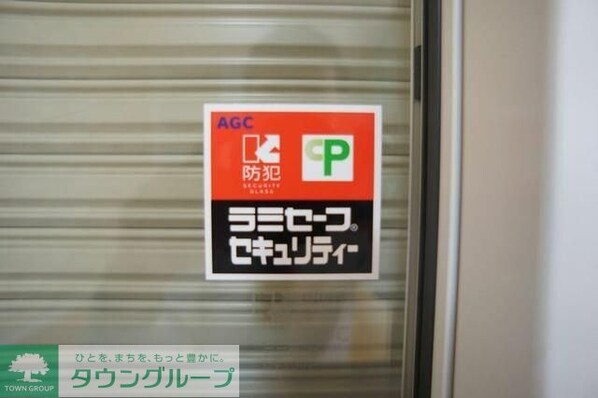 AGC
CP
防犯
SECURITY
GLASS
ラミセーフ®
セキュリティー
ひとを、まちを、もっと豊かに。
TOWN GROUP
タウングループ